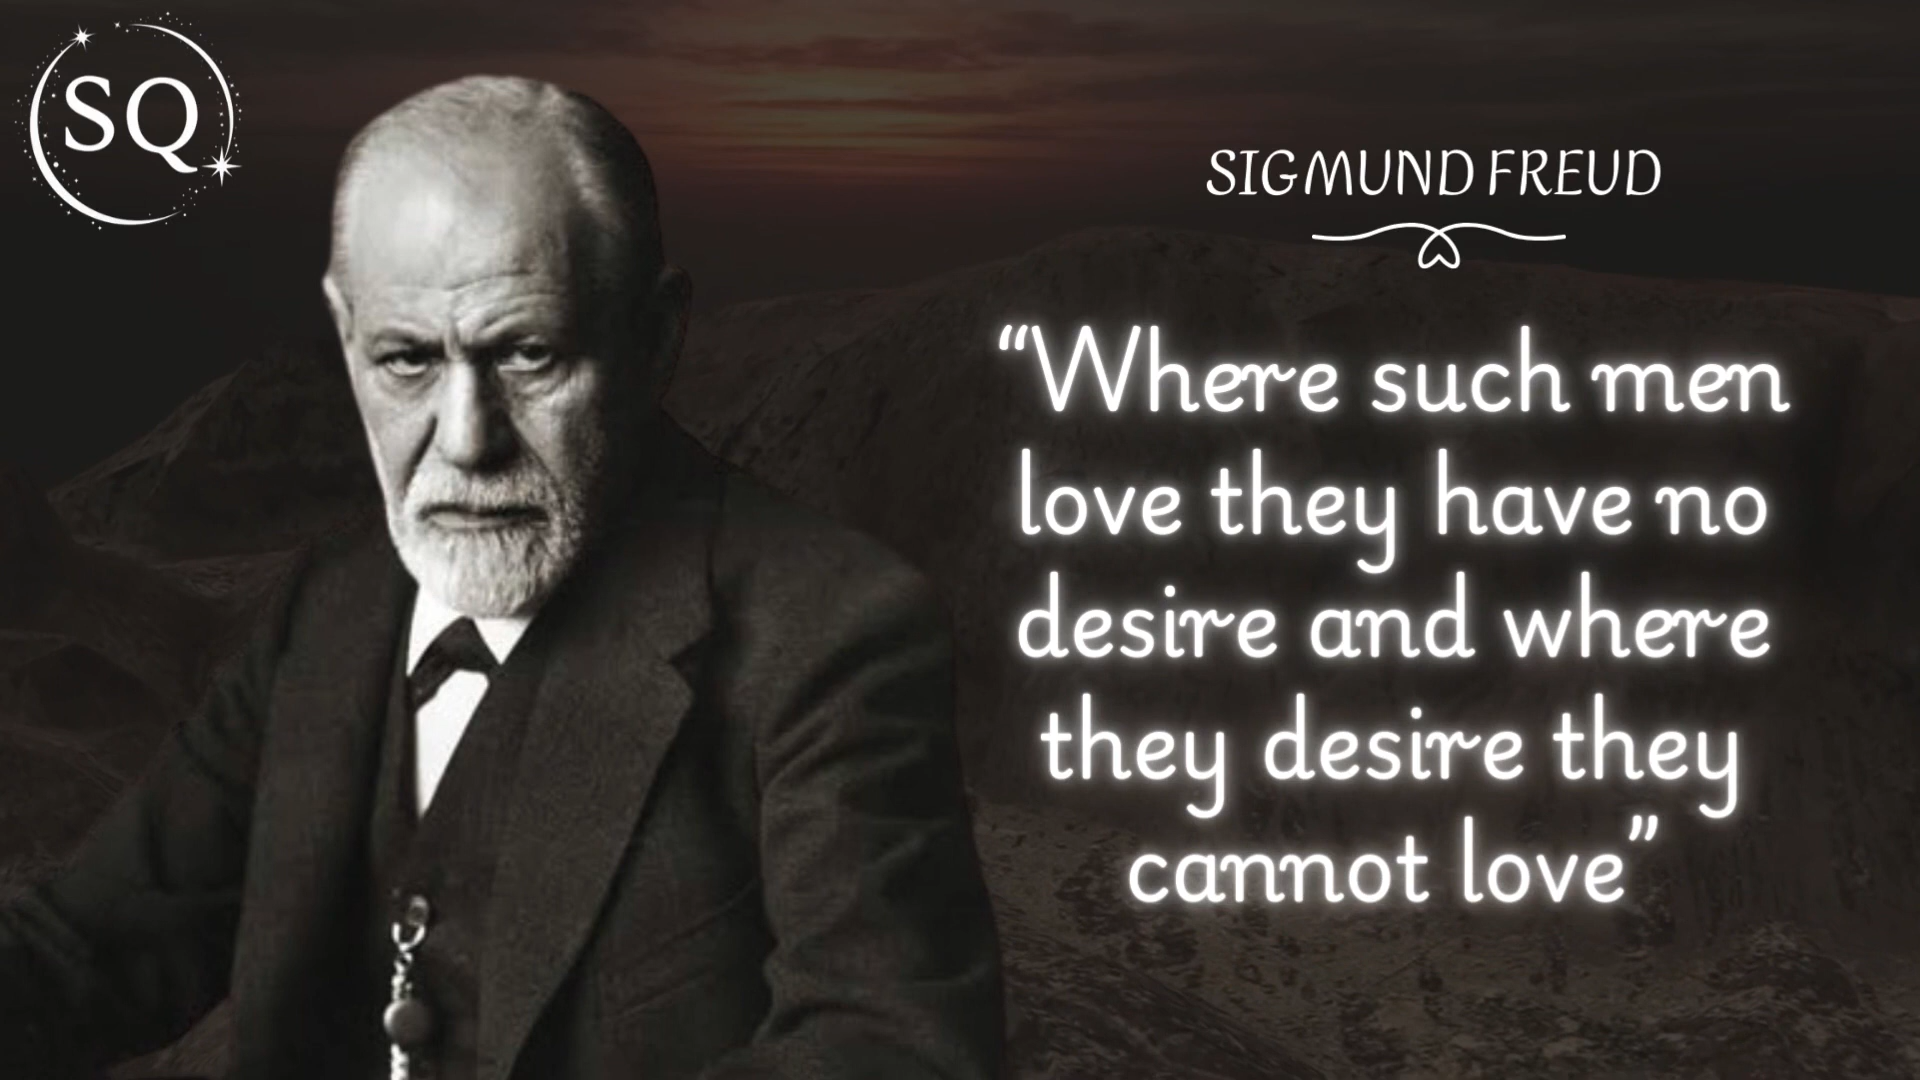 SQ
SIGMUND FREUD
“Where such men
love they have no
desire and where
they desire they
cannot love”